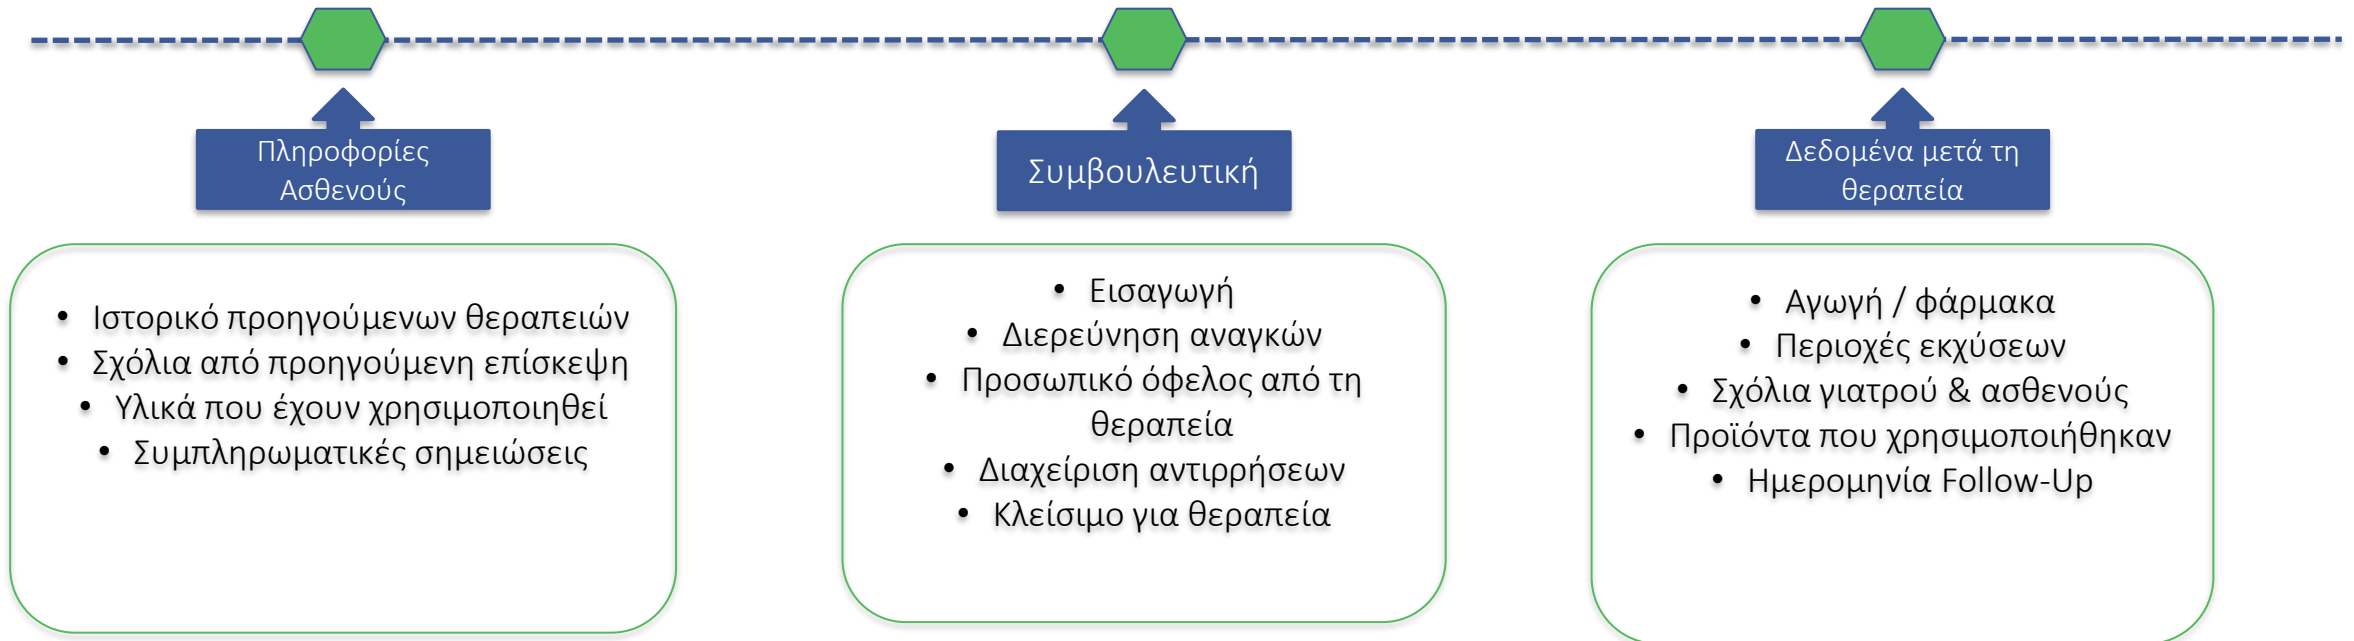 Πληροφορίες
Ασθενούς
• Ιστορικό προηγούμενων θεραπειών
• Σχόλια από προηγούμενη επίσκεψη
• Υλικά που έχουν χρησιμοποιηθεί
• Συμπληρωματικές σημειώσεις
Συμβουλευτική
• Εισαγωγή
• Διερεύνηση αναγκών
• Προσωπικό όφελος από τη
θεραπεία
• Διαχείριση αντιρρήσεων
• Κλείσιμο για θεραπεία
Δεδομένα μετά τη
θεραπεία
• Αγωγή / φάρμακα
• Περιοχές εκχύσεων
• Σχόλια γιατρού & ασθενούς
• Προϊόντα που χρησιμοποιήθηκαν
• Ημερομηνία Follow-Up